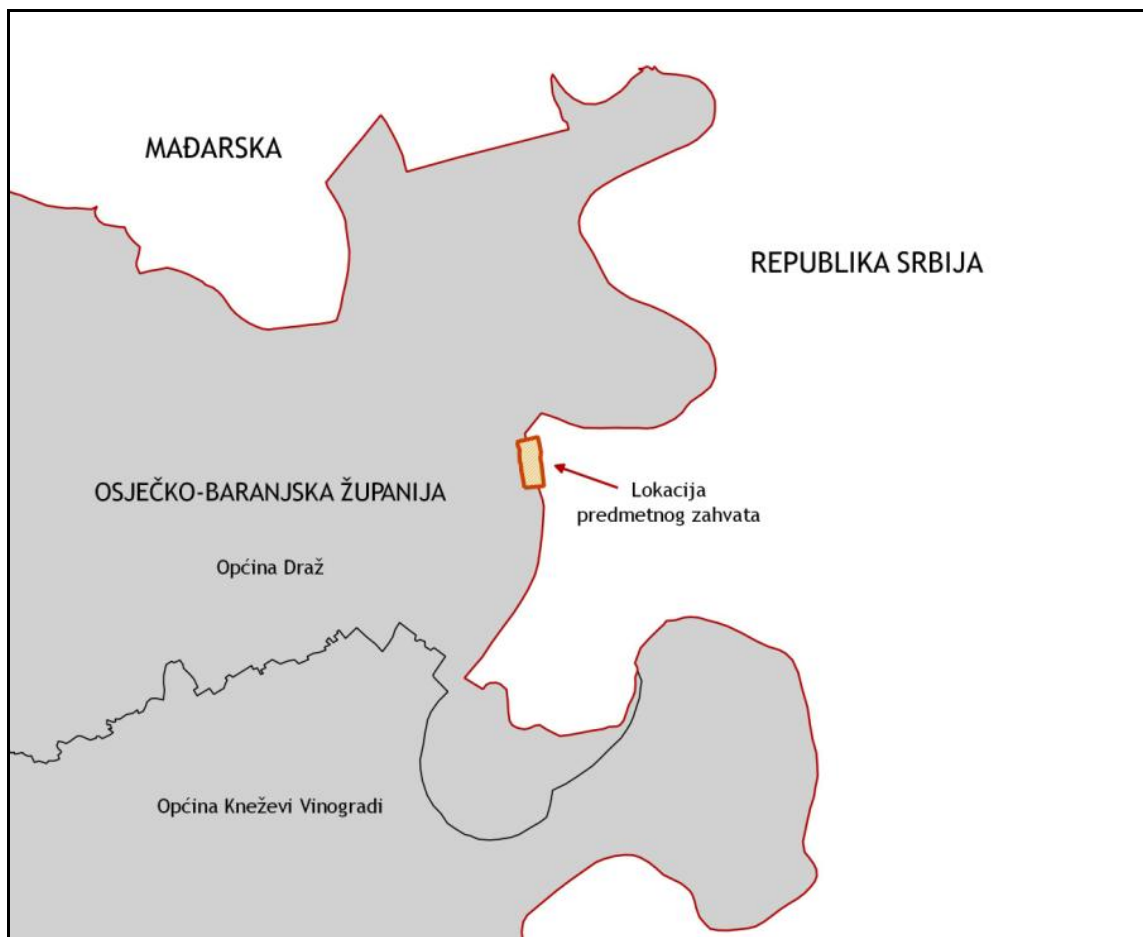 MAĐARSKA
REPUBLIKA SRBIJA
OSJEČKO-BARANJSKA ŽUPANIJA
Lokacija
predmetnog zahvata
Općina Draž
Općina Kneževi Vinogradi